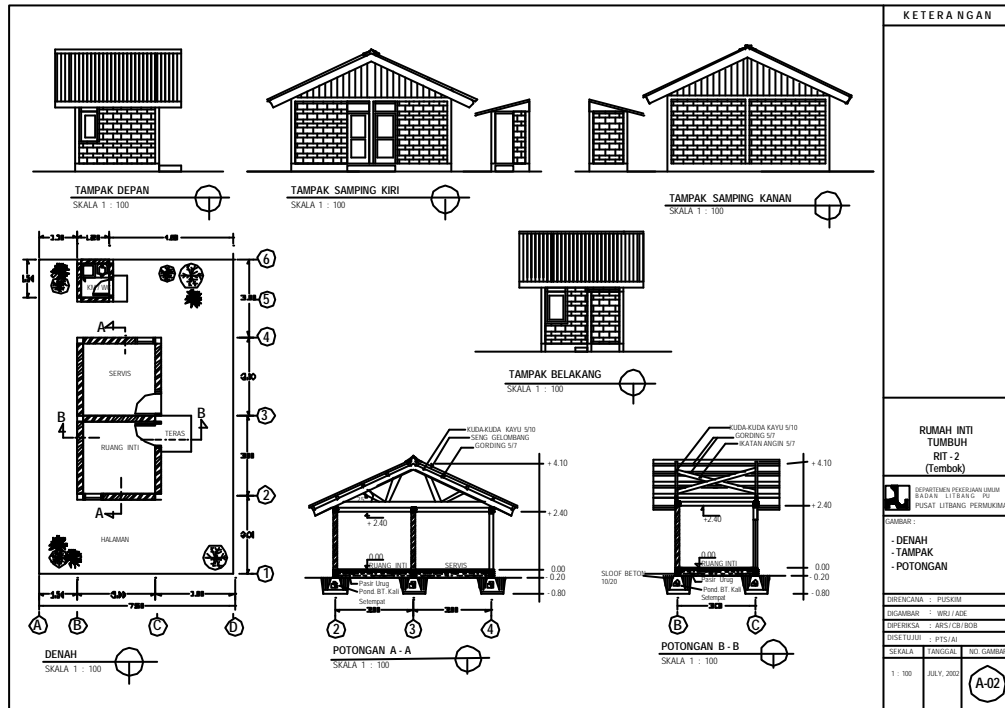 KETERANGAN
TAMPAK DEPAN
SKALA 1 : 100
TAMPAK SAMPING KIRI
SKALA 1 : 100
TAMPAK SAMPING KANAN
SKALA 1 : 100
6
5
4
3
2
1
KM/WC
A
SERVIS
B
B
TERAS
RUANG INTI
A
HALAMAN
A
B
C
D
DENAH
SKALA 1 : 100
TAMPAK BELAKANG
SKALA 1 : 100
KUDA-KUDA KAYU 5/10
SENG GELOMBANG
GORDING 5/7
+ 4.10
+ 2.40
+ 2.40
0.00
RUANG INTI
SERVIS
0.00
- 0.20
- 0.80
Pasir Urug
Pond. BT. Kali
Setempat
2
3
4
POTONGAN A - A
SKALA 1 : 100
KUDA-KUDA KAYU 5/10
GORDING 5/7
IKATAN ANGIN 5/7
+ 4.10
+ 2.40
+2.40
0.00
RUANG INTI
0.00
- 0.20
- 0.80
SLOOF BETON
10/20
Pasir Urug
Pond. BT. Kali
Setempat
B
C
POTONGAN B - B
SKALA 1 : 100
RUMAH INTI
TUMBUH
RIT - 2
(Tembok)
DEPARTEMEN PEKERJAAN UMUM
BADAN LITBANG PU
PUSAT LITBANG PERMUKIMA
GAMBAR :
- DENAH
- TAMPAK
- POTONGAN
DIRENCANA : PUSKIM
DIGAMBAR : WRJ / ADE
DIPERIKSA : ARS/CB/BOB
DISETUJUI : PTS/AI
SEKALA TANGGAL NO. GAMBAR
1 : 100 JULY, 2002 A-02